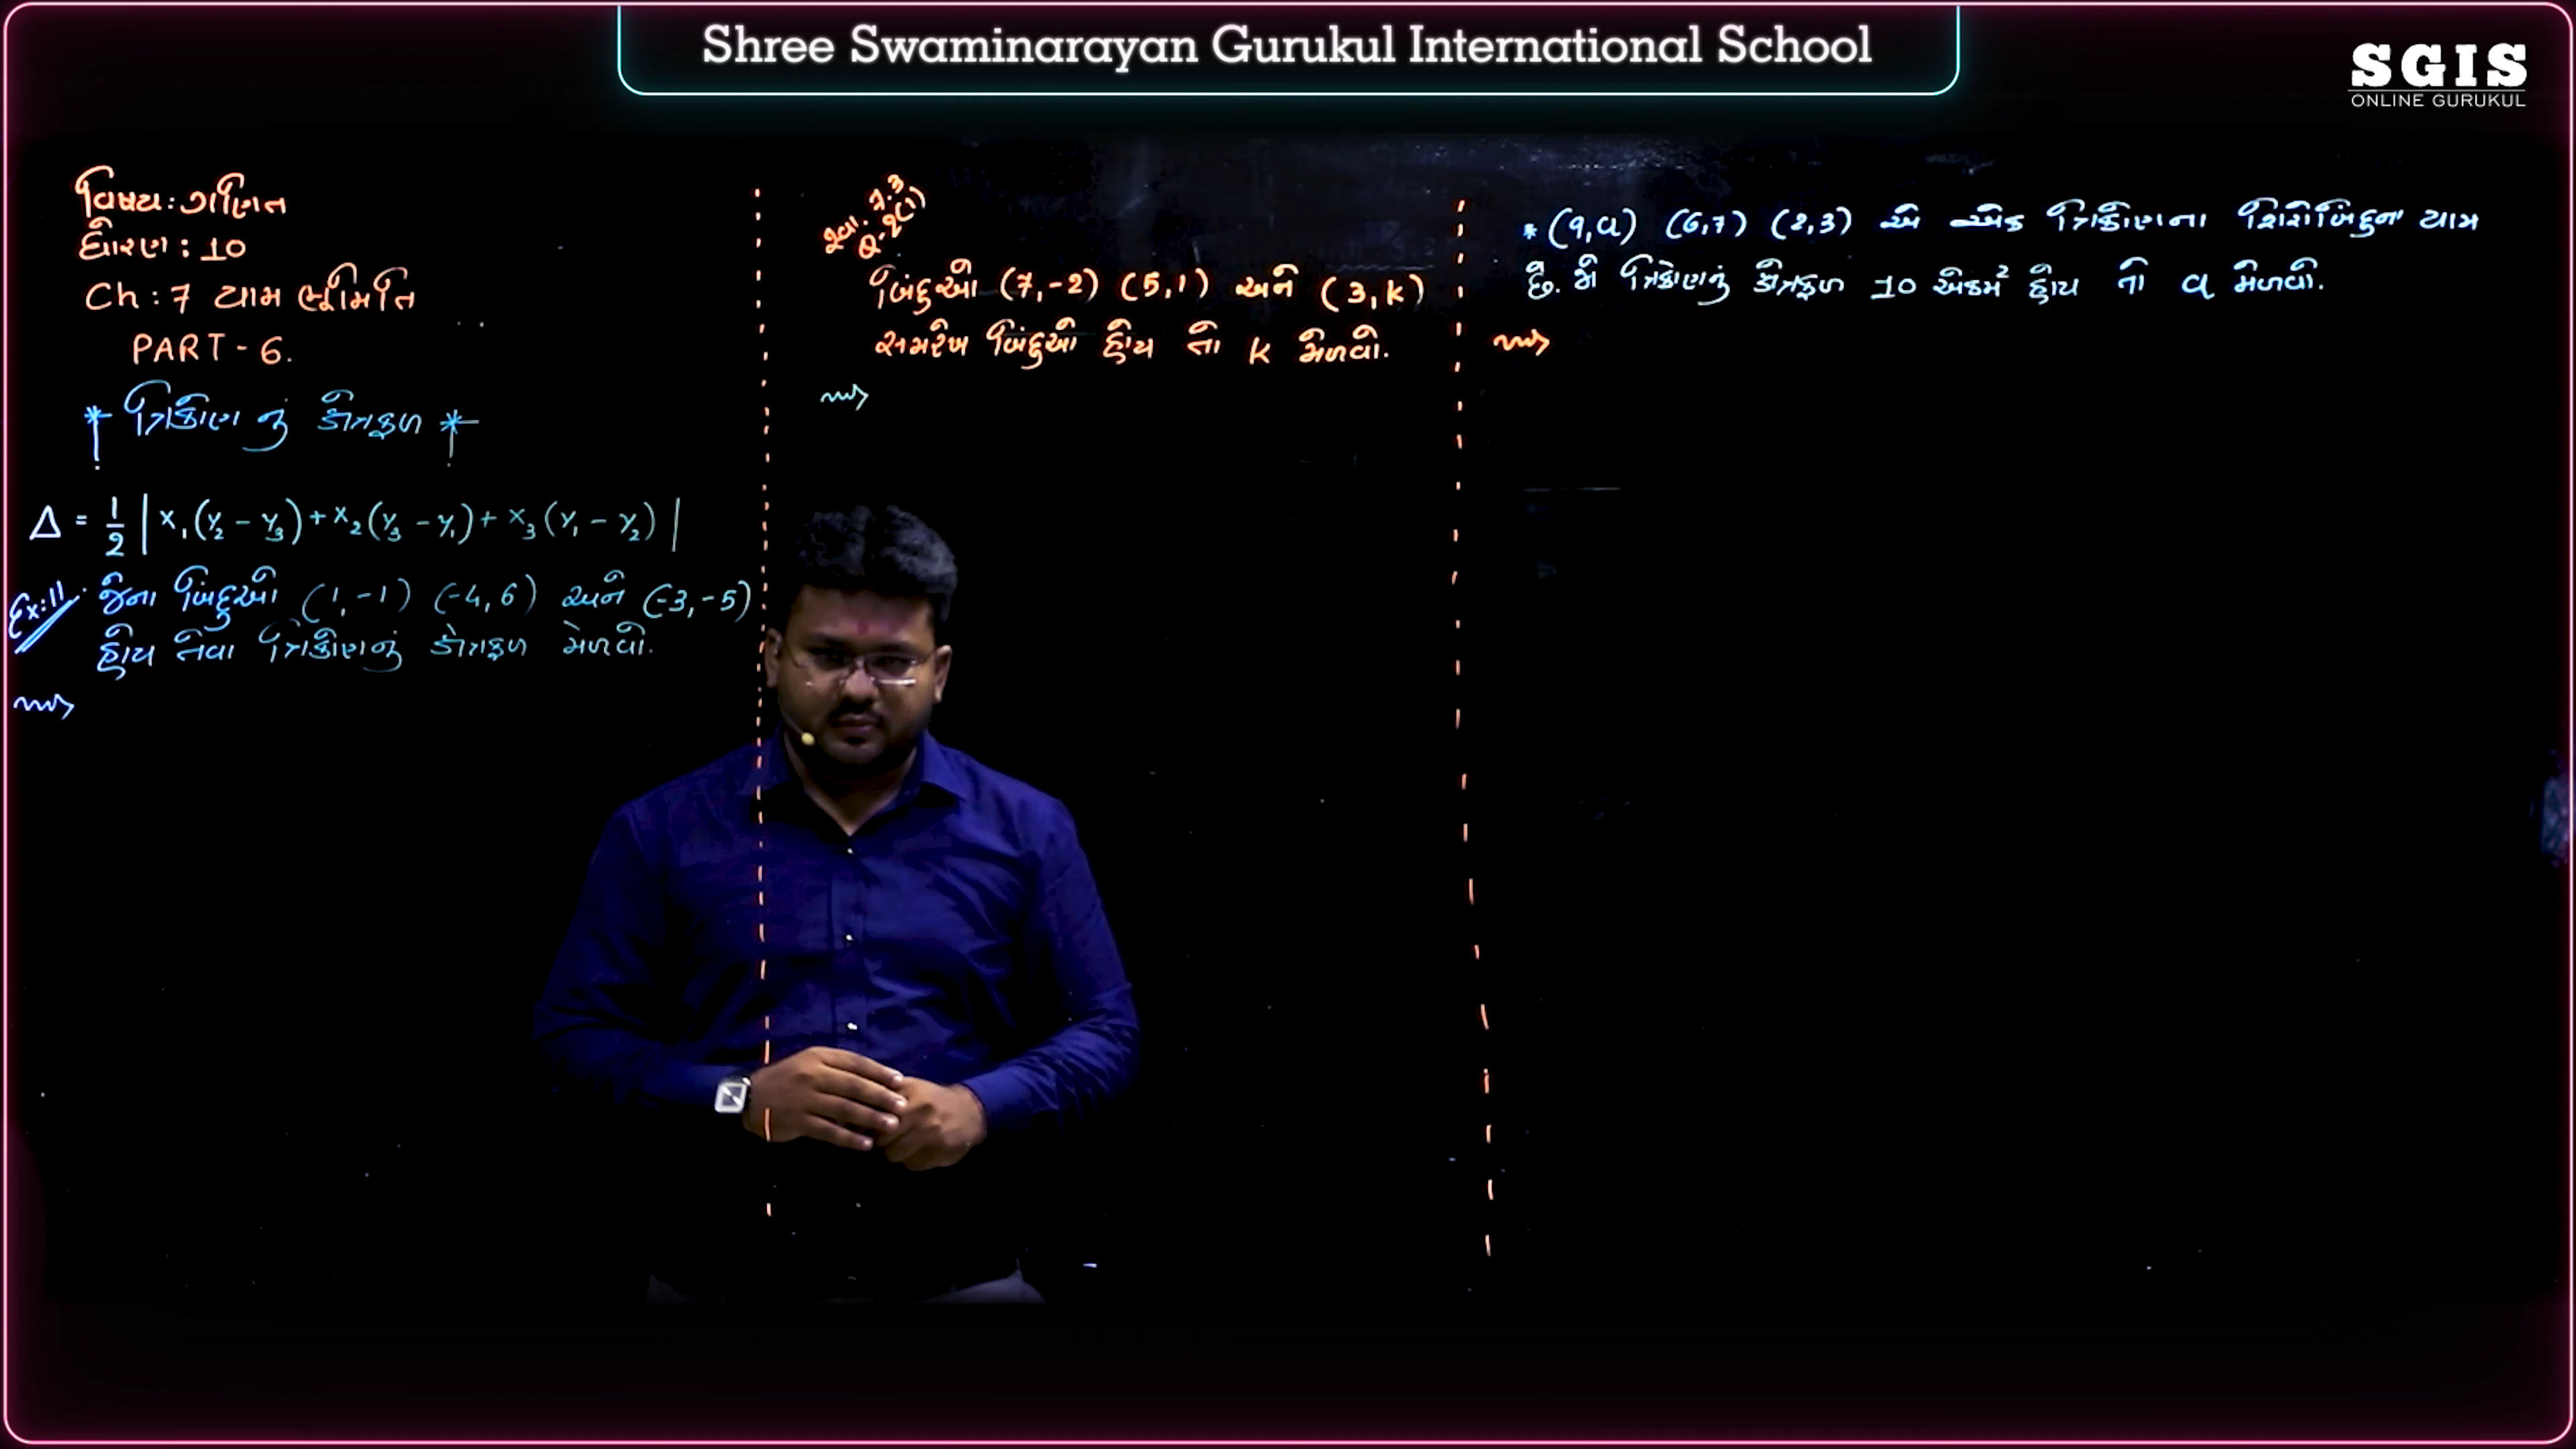 Shree Swaminarayan Gurukul International School
SGIS
ONLINE GURUKUL
વિષય : ગણિત
ધોરણ : 10
Ch : 7 યામ ભૂમિતિ
PART - 6.
* ત્રિકોણ નું ક્ષેત્રફળ *
Δ = 1/2 | x₁(y₂ - y₃) + x₂(y₃ - y₁) + x₃(y₁ - y₂) |
Ex:11. જેના બિંદુઓ (1,-1) (-4,6) અને (-3,-5)
હોય તેવા ત્રિકોણનું ક્ષેત્રફળ મેળવો.
સ્વા. 7.3
Q-2(1)
બિંદુઓ (7,-2) (5,1) અને (3,k)
સમરેખ બિંદુઓ હોય તો k મેળવો.
* (9,a) (6,7) (2,3) એ એક ત્રિકોણના શિરોબિંદુના યામ
છે. જો ત્રિકોણનું ક્ષેત્રફળ 10 એકમ² હોય તો a મેળવો.